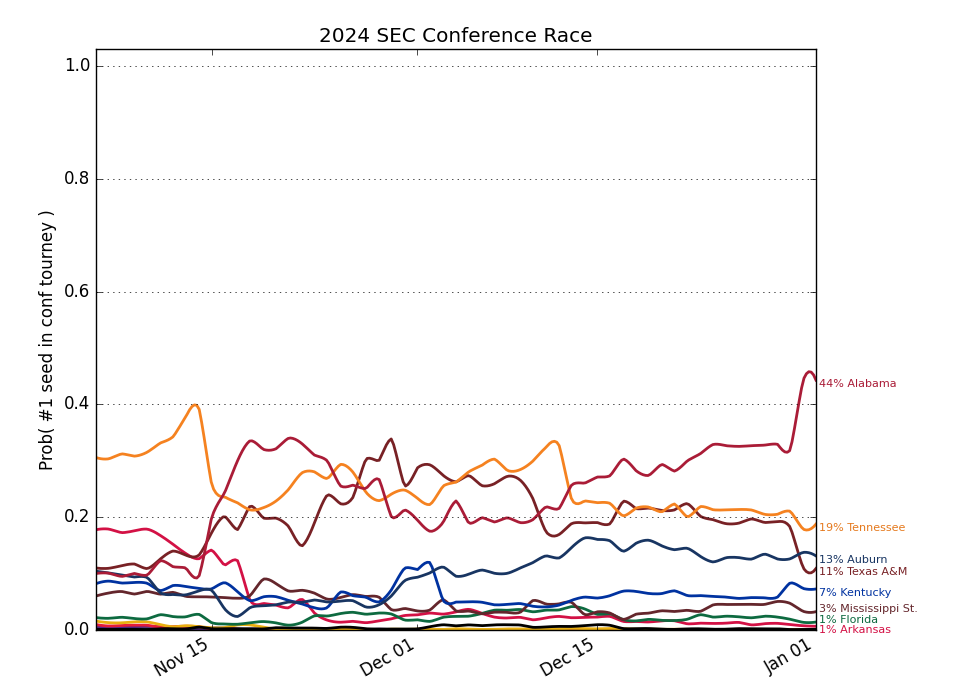 2024 SEC Conference Race
Prob( #1 seed in conf tourney )
1.0
0.8
0.6
0.4
0.2
0.0
Nov 15
Dec 01
Dec 15
Jan 01
44% Alabama
19% Tennessee
13% Auburn
11% Texas A&M
7% Kentucky
3% Mississippi St.
1% Florida
1% Arkansas